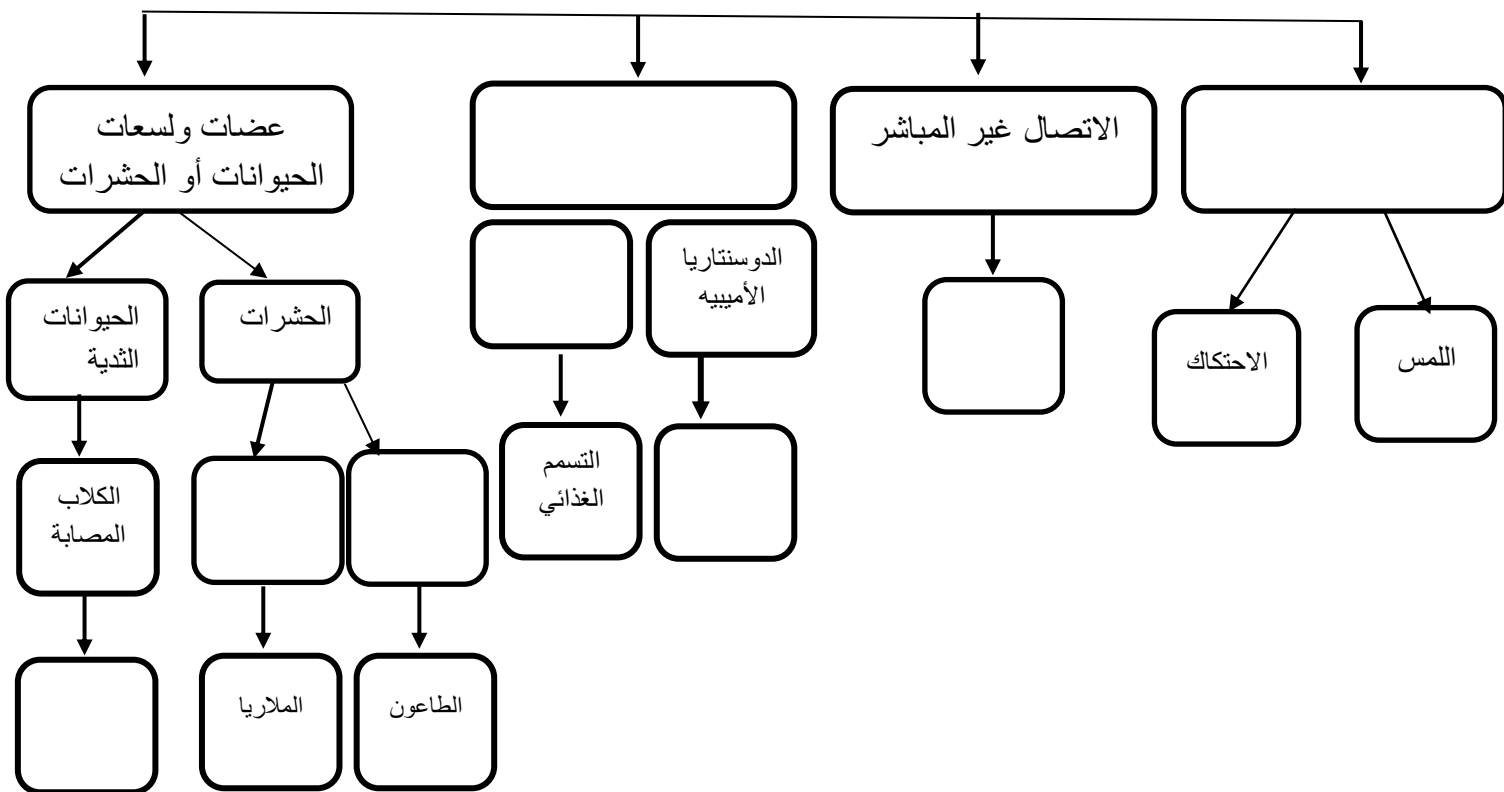 الاتصال غير المباشر
عضات ولسعات
الحيوانات أو الحشرات
اللمس
الاحتكاك
الدوسنتاريا
الأميبيه
الحشرات
الحيوانات
الثدية
التسمم
الغذائي
الكلاب
المصابة
الطاعون
الملاريا